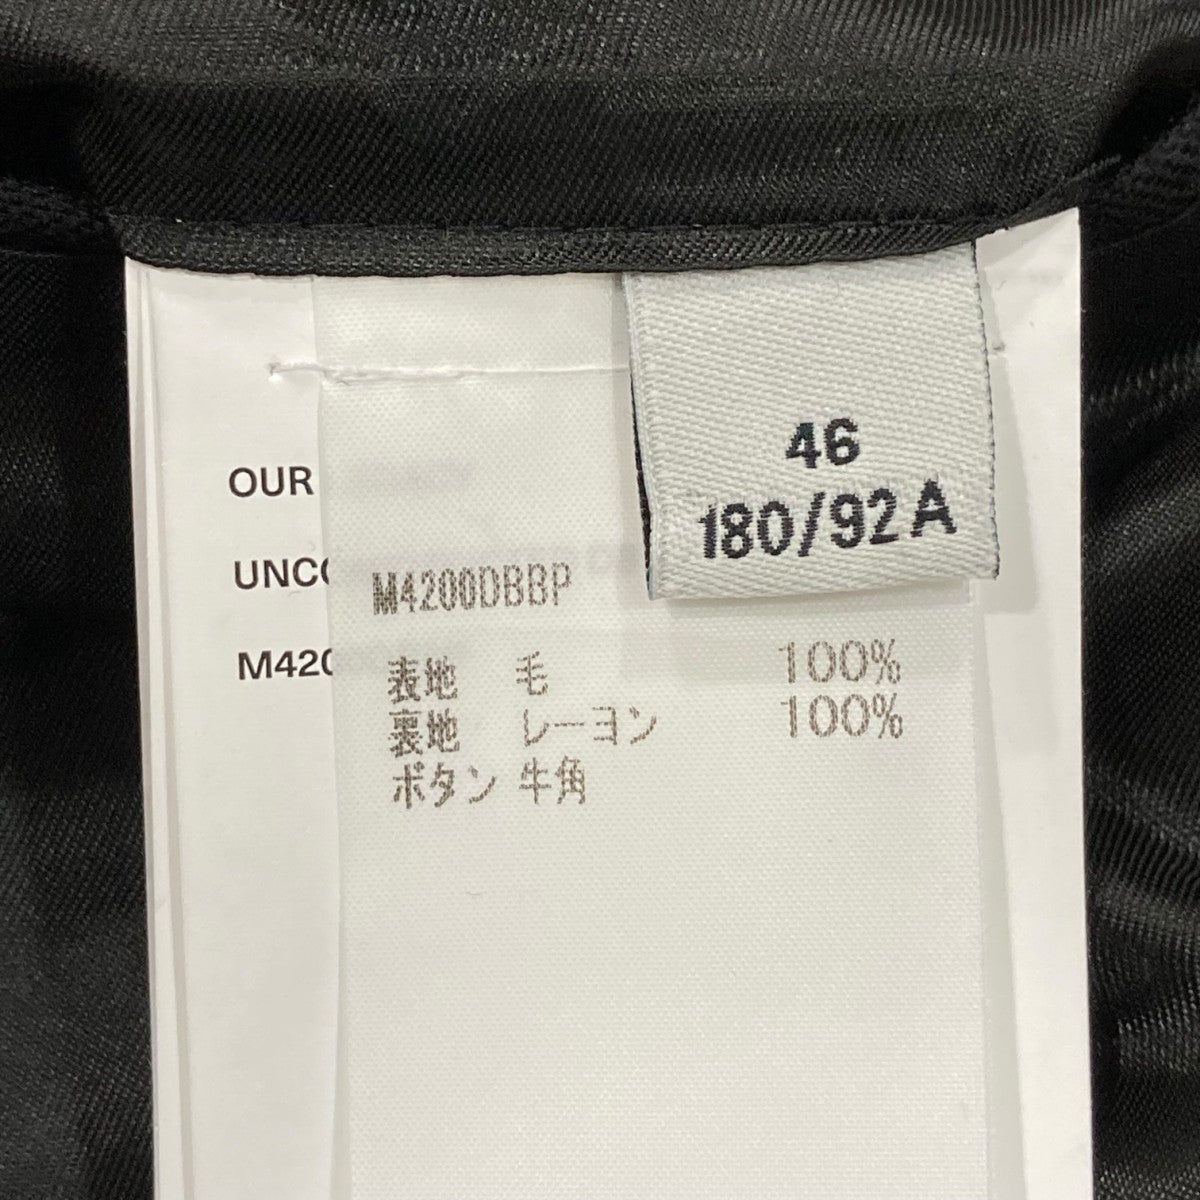 46
180/92A
OUR
UNCO
M420
M4200DBBP
表地 毛 100%
裏地 レーヨン 100%
ボタン 牛角